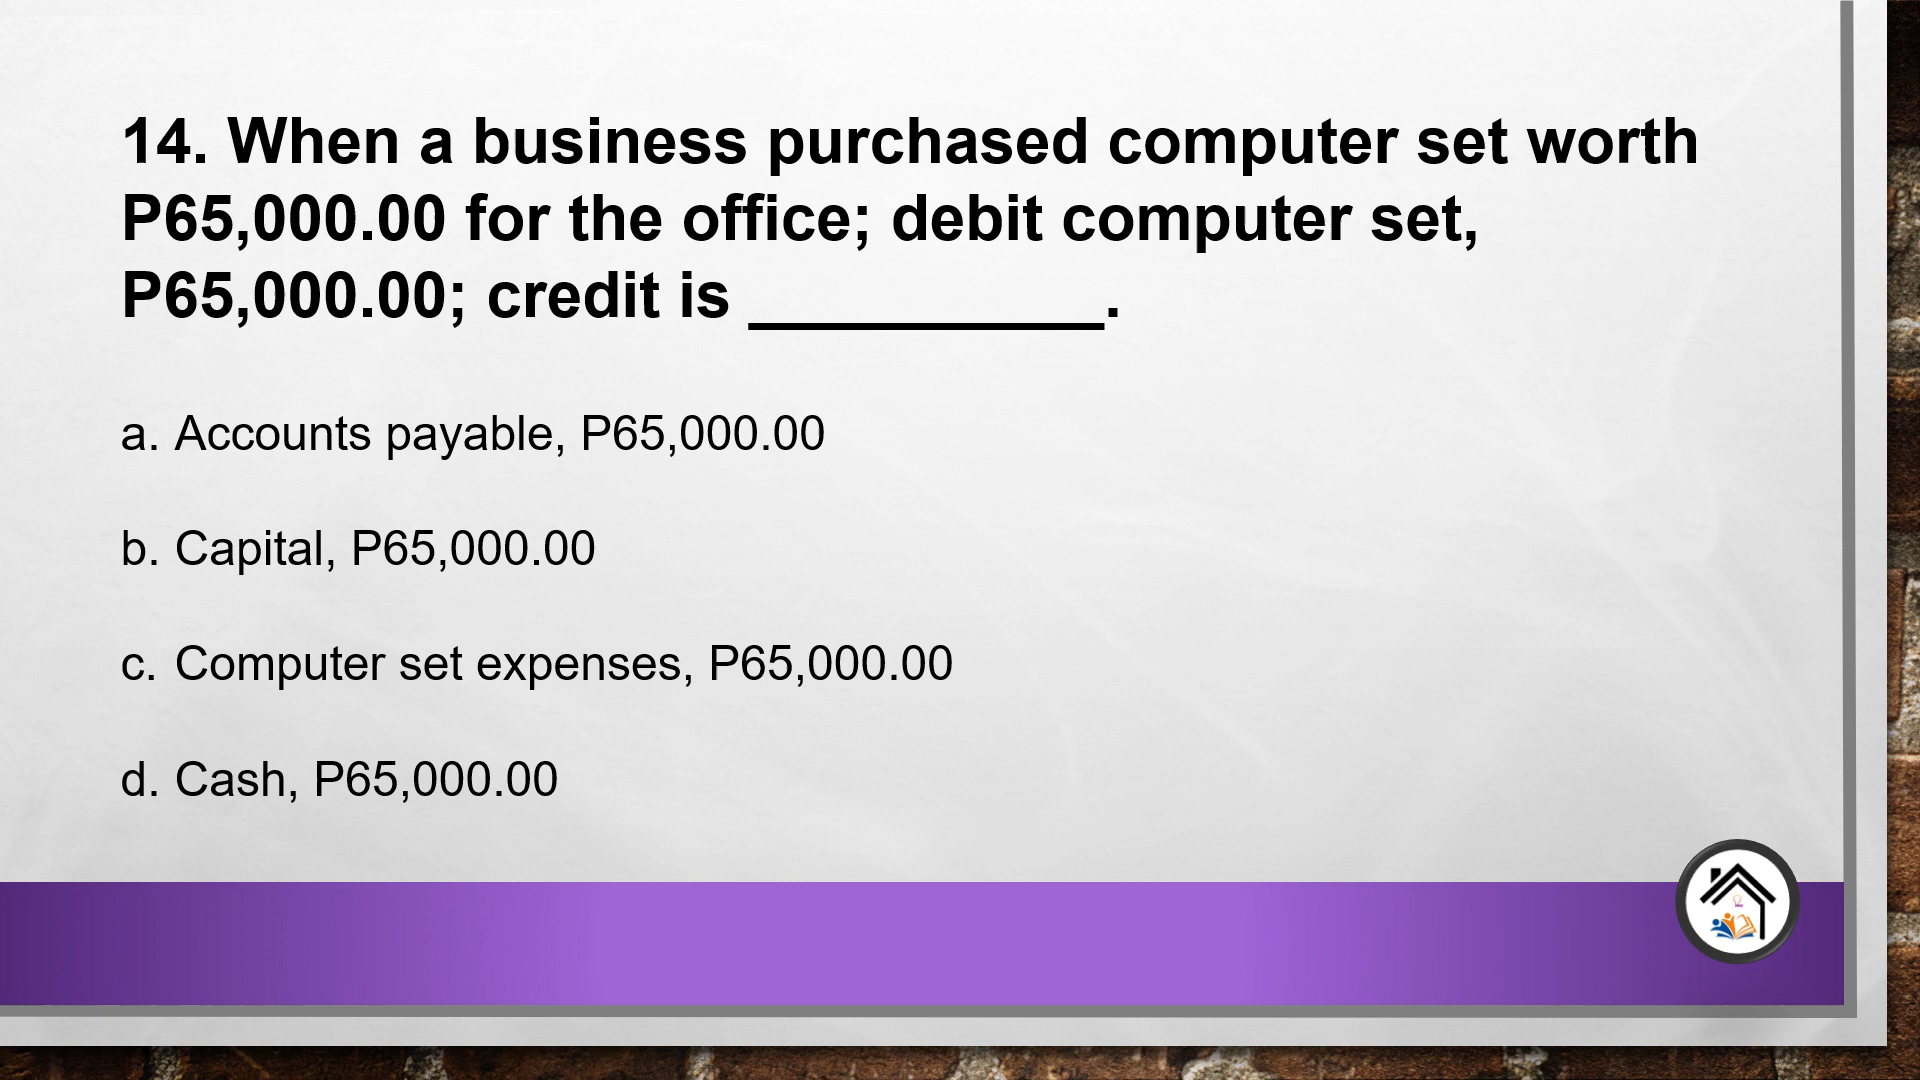 14. When a business purchased computer set worth
P65,000.00 for the office; debit computer set,
P65,000.00; credit is ___________.
a. Accounts payable, P65,000.00
b. Capital, P65,000.00
c. Computer set expenses, P65,000.00
d. Cash, P65,000.00